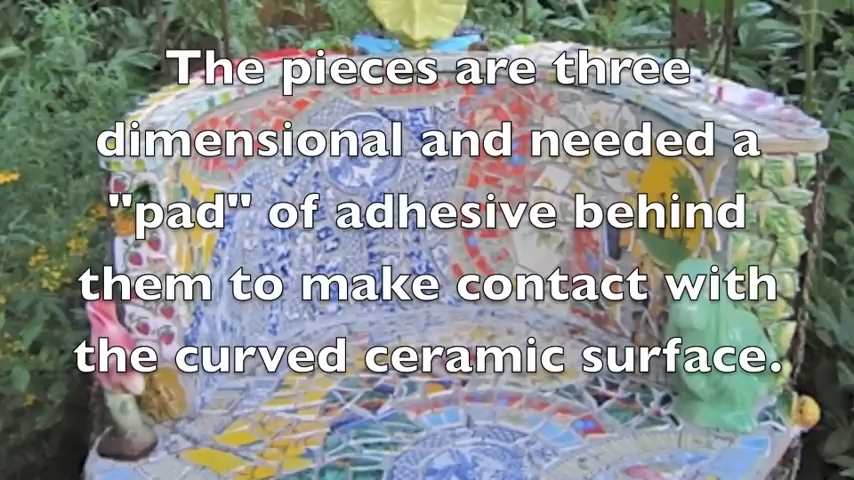 The pieces are three
dimensional and needed a
"pad" of adhesive behind
them to make contact with
the curved ceramic surface.